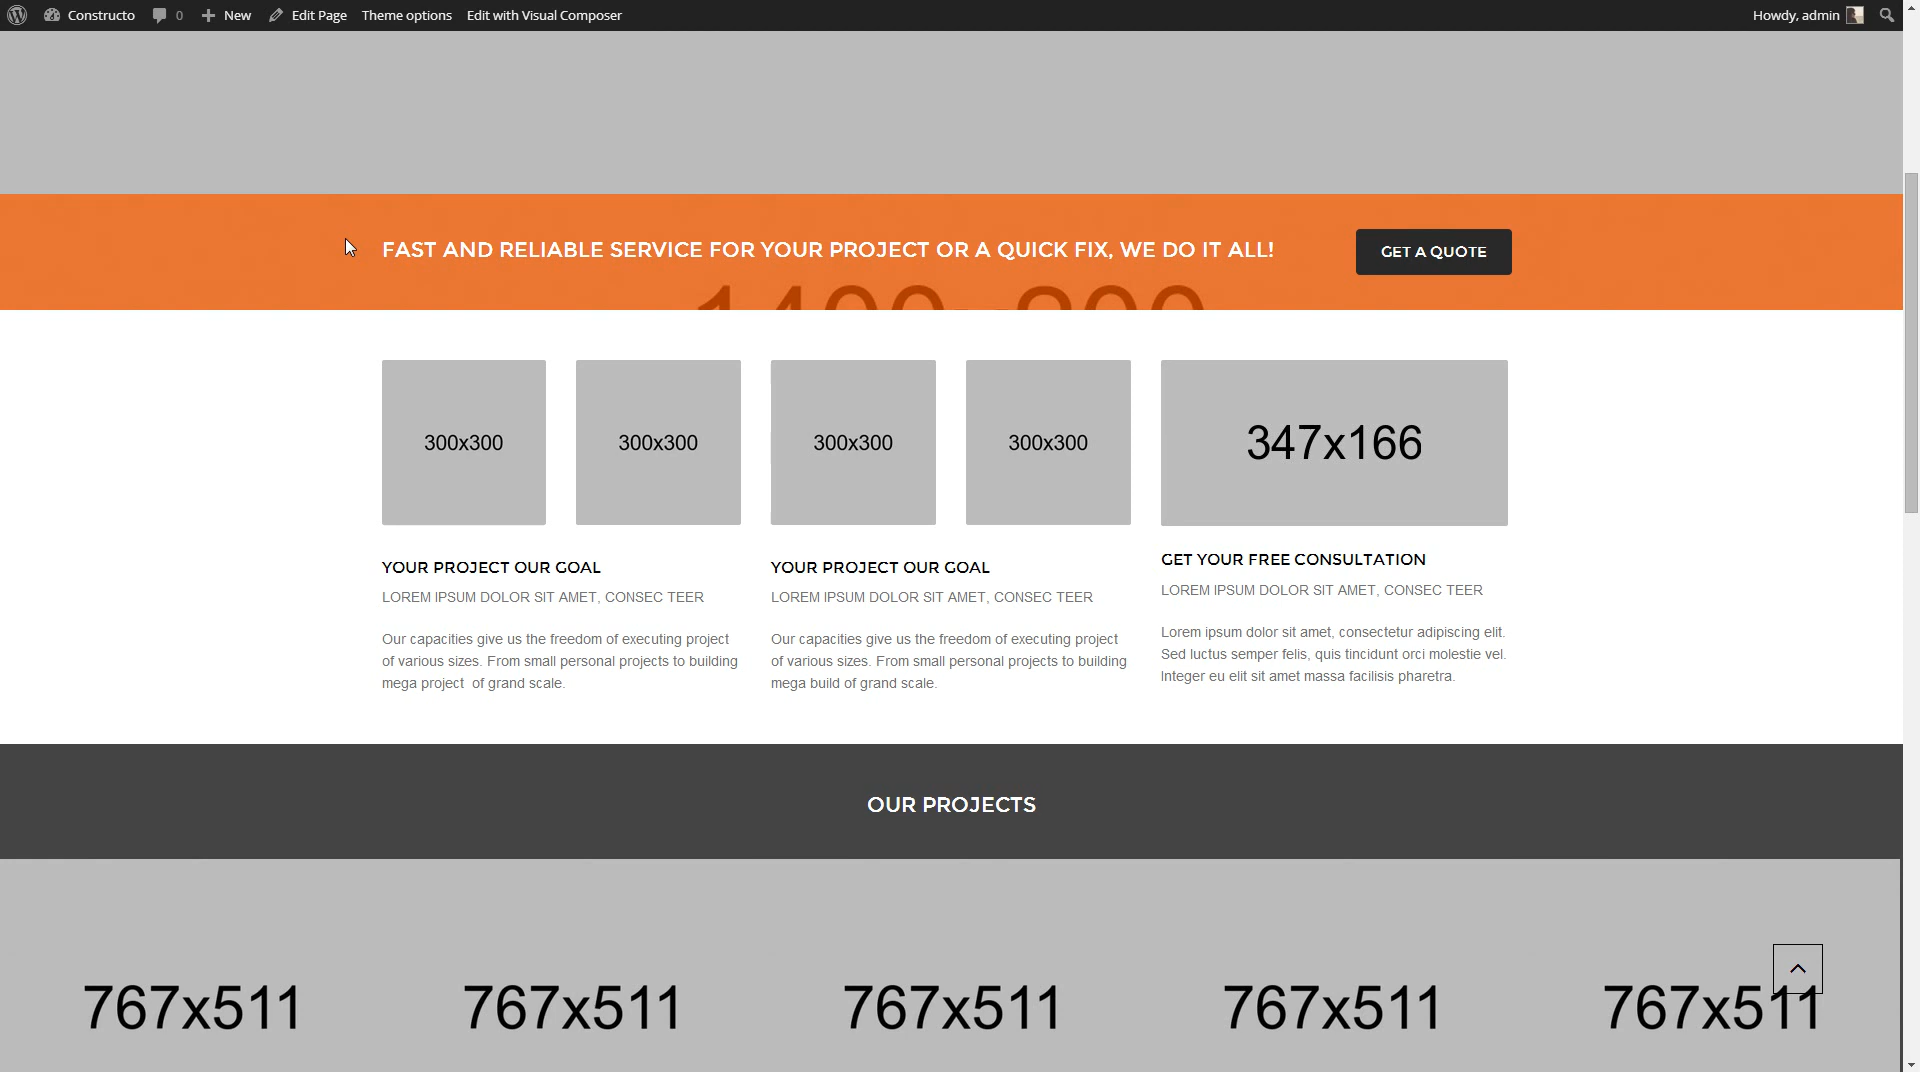 Constructo 0 New Edit Page Theme options Edit with Visual Composer Howdy, admin
FAST AND RELIABLE SERVICE FOR YOUR PROJECT OR A QUICK FIX, WE DO IT ALL!
GET A QUOTE
300x300 300x300 300x300 300x300 347x166
YOUR PROJECT OUR GOAL
LOREM IPSUM DOLOR SIT AMET, CONSEC TEER
Our capacities give us the freedom of executing project
of various sizes. From small personal projects to building
mega project of grand scale.
YOUR PROJECT OUR GOAL
LOREM IPSUM DOLOR SIT AMET, CONSEC TEER
Our capacities give us the freedom of executing project
of various sizes. From small personal projects to building
mega build of grand scale.
GET YOUR FREE CONSULTATION
LOREM IPSUM DOLOR SIT AMET, CONSEC TEER
Lorem ipsum dolor sit amet, consectetur adipiscing elit.
Sed luctus semper felis, quis tincidunt orci molestie vel.
Integer eu elit sit amet massa facilisis pharetra.
OUR PROJECTS
767x511 767x511 767x511 767x511 767x511